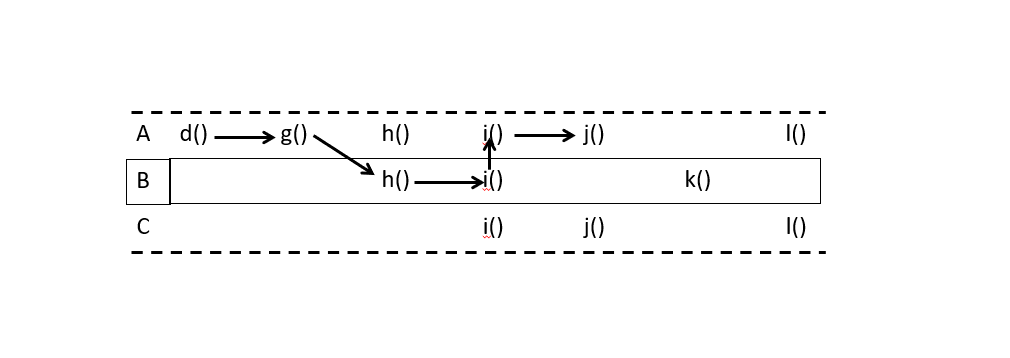 A d() g() h() i() j() l()
B h() i() k()
C i() j() l()